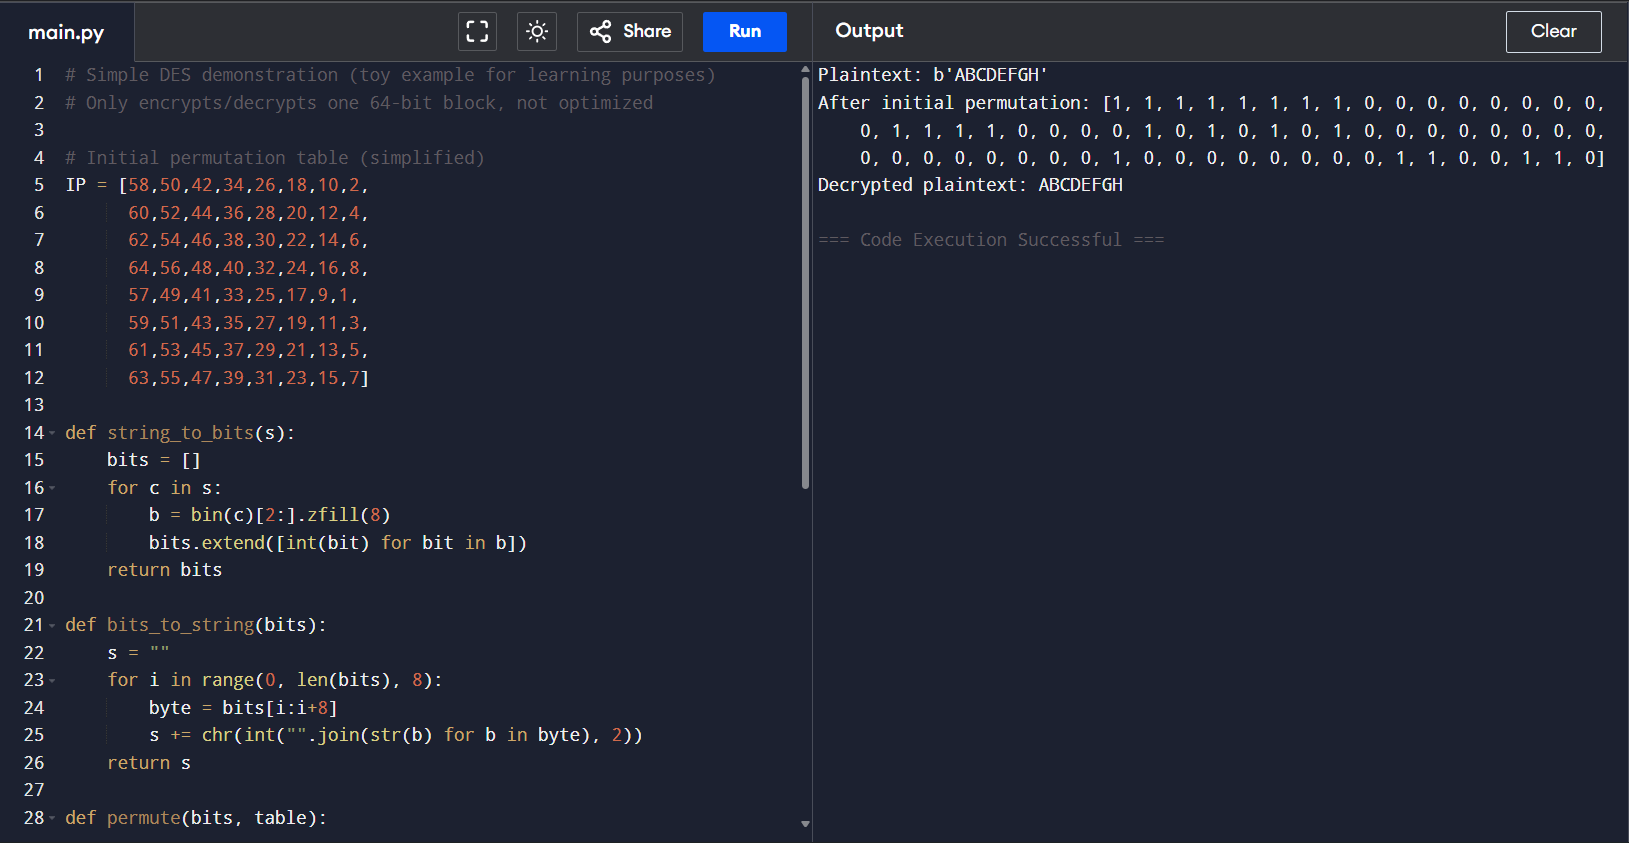 main.py
Share
Run
Output
Clear
1 # Simple DES demonstration (toy example for learning purposes)
2 # Only encrypts/decrypts one 64-bit block, not optimized
3
4 # Initial permutation table (simplified)
5 IP = [58,50,42,34,26,18,10,2,
6       60,52,44,36,28,20,12,4,
7       62,54,46,38,30,22,14,6,
8       64,56,48,40,32,24,16,8,
9       57,49,41,33,25,17,9,1,
10       59,51,43,35,27,19,11,3,
11       61,53,45,37,29,21,13,5,
12       63,55,47,39,31,23,15,7]
13
14 def string_to_bits(s):
15     bits = []
16     for c in s:
17         b = bin(c)[2:].zfill(8)
18         bits.extend([int(bit) for bit in b])
19     return bits
20
21 def bits_to_string(bits):
22     s = ""
23     for i in range(0, len(bits), 8):
24         byte = bits[i:i+8]
25         s += chr(int("".join(str(b) for b in byte), 2))
26     return s
27
28 def permute(bits, table):
Plaintext: b'ABCDEFGH'
After initial permutation: [1, 1, 1, 1, 1, 1, 1, 1, 0, 0, 0, 0, 0, 0, 0, 0,
0, 1, 1, 1, 1, 0, 0, 0, 0, 1, 0, 1, 0, 1, 0, 1, 0, 0, 0, 0, 0, 0, 0, 0,
0, 0, 0, 0, 0, 0, 0, 0, 1, 0, 0, 0, 0, 0, 0, 0, 0, 1, 1, 0, 0, 1, 1, 0]
Decrypted plaintext: ABCDEFGH
=== Code Execution Successful ===